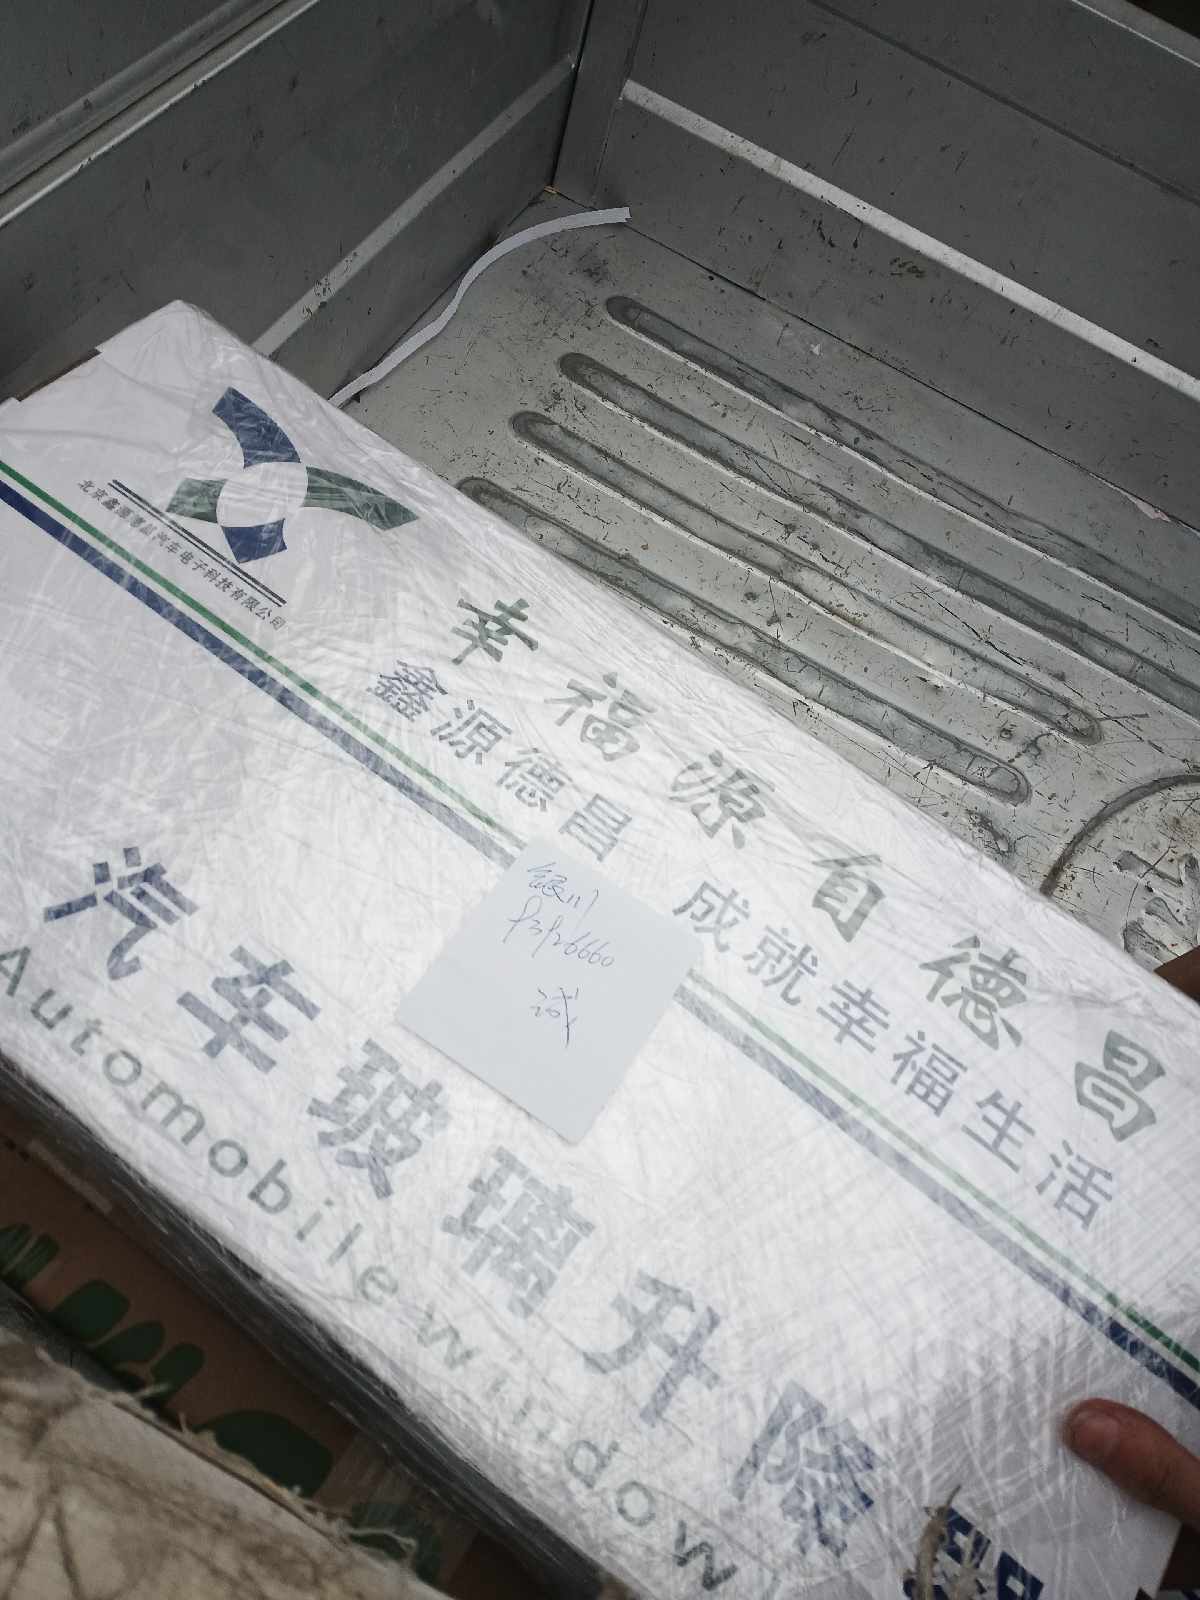 北京鑫源德昌汽车电子科技有限公司
幸福源自德昌
鑫源德昌 成就幸福生活
汽车玻璃升降器
Automobile window
诚